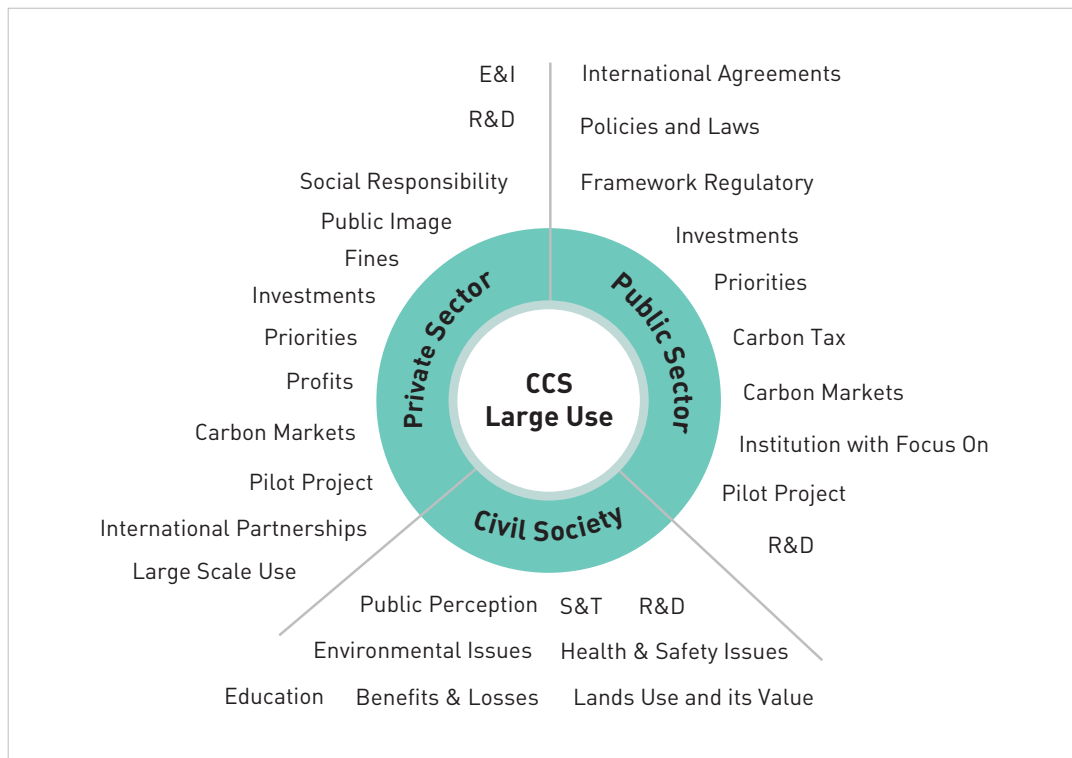 E&I
R&D
Social Responsibility
Public Image
Fines
Investments
Priorities
Profits
Carbon Markets
Pilot Project
International Partnerships
Large Scale Use
International Agreements
Policies and Laws
Framework Regulatory
Investments
Priorities
Carbon Tax
Carbon Markets
Institution with Focus On
Pilot Project
R&D
Private Sector
Public Sector
CCS
Large Use
Civil Society
Public Perception S&T R&D
Environmental Issues Health & Safety Issues
Education Benefits & Losses Lands Use and its Value